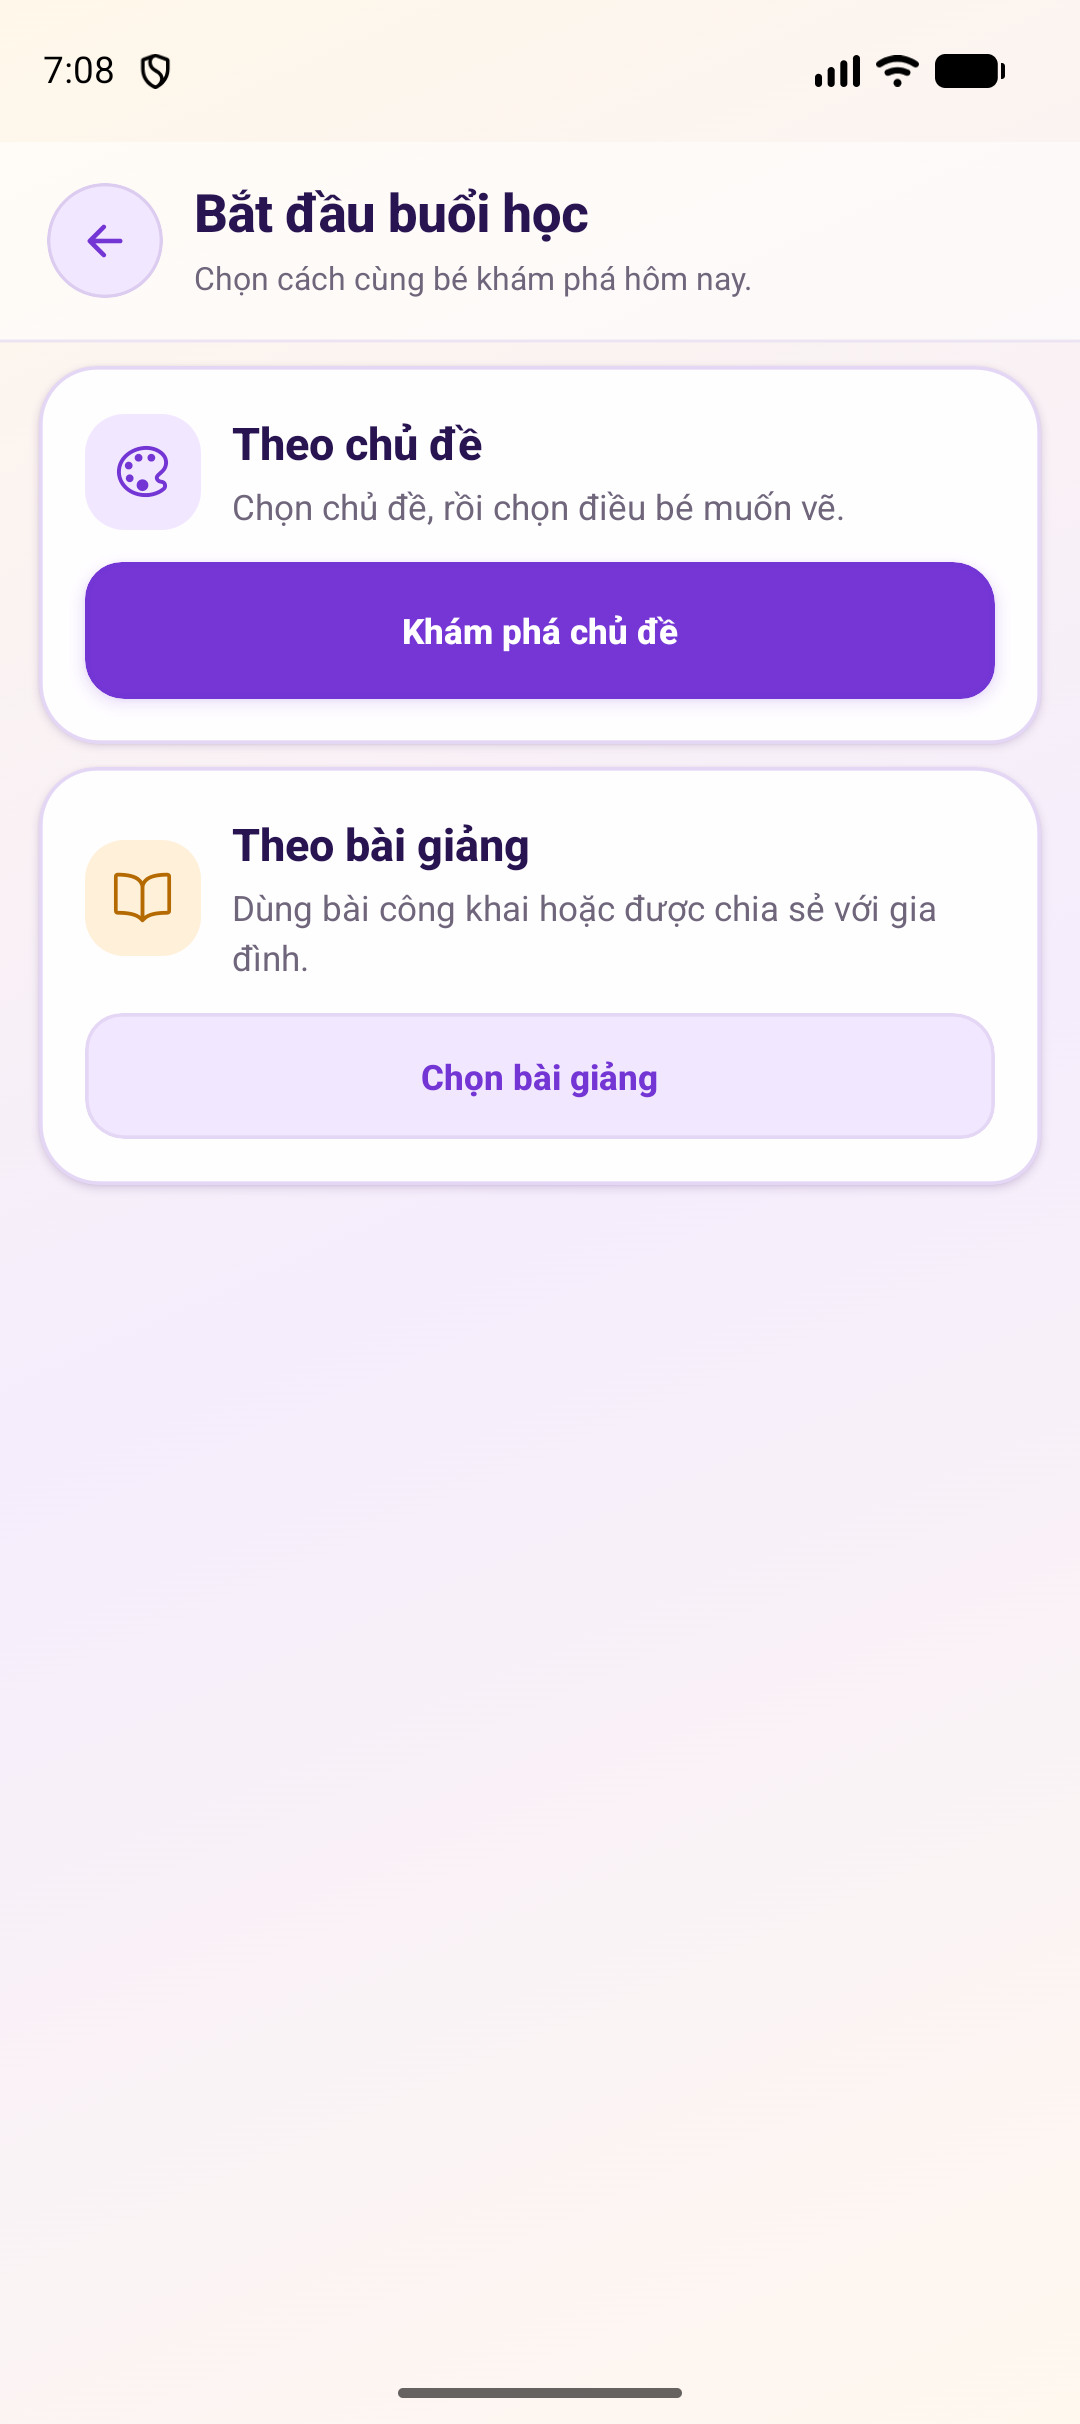 7:08
Bắt đầu buổi học
Chọn cách cùng bé khám phá hôm nay.
Theo chủ đề
Chọn chủ đề, rồi chọn điều bé muốn vẽ.
Khám phá chủ đề
Theo bài giảng
Dùng bài công khai hoặc được chia sẻ với gia
đình.
Chọn bài giảng